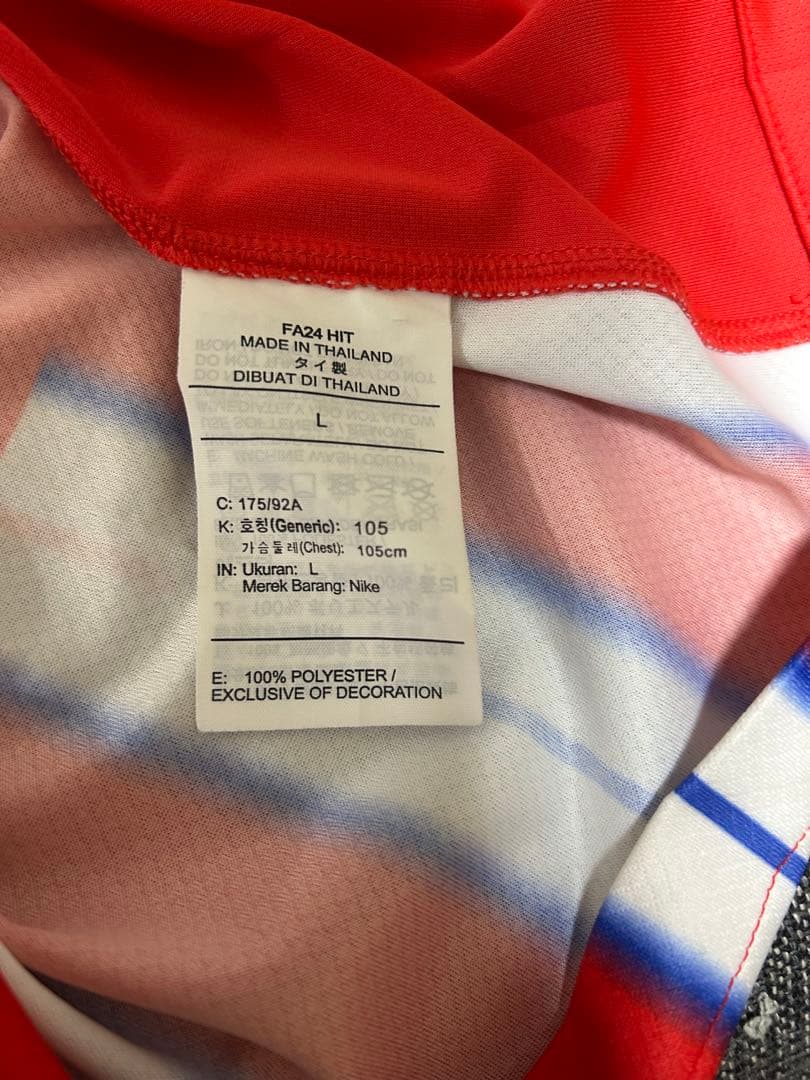 FA24 HIT
MADE IN THAILAND
タイ製
DIBUAT DI THAILAND
L
C: 175/92A
K: 호칭(Generic): 105
가슴둘레(Chest): 105cm
IN: Ukuran: L
Merek Barang: Nike
E: 100% POLYESTER /
EXCLUSIVE OF DECORATION